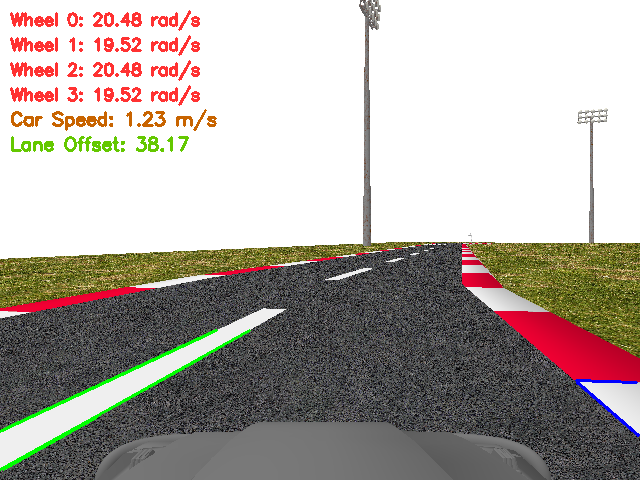 Wheel 0: 20.48 rad/s
Wheel 1: 19.52 rad/s
Wheel 2: 20.48 rad/s
Wheel 3: 19.52 rad/s
Car Speed: 1.23 m/s
Lane Offset: 38.17